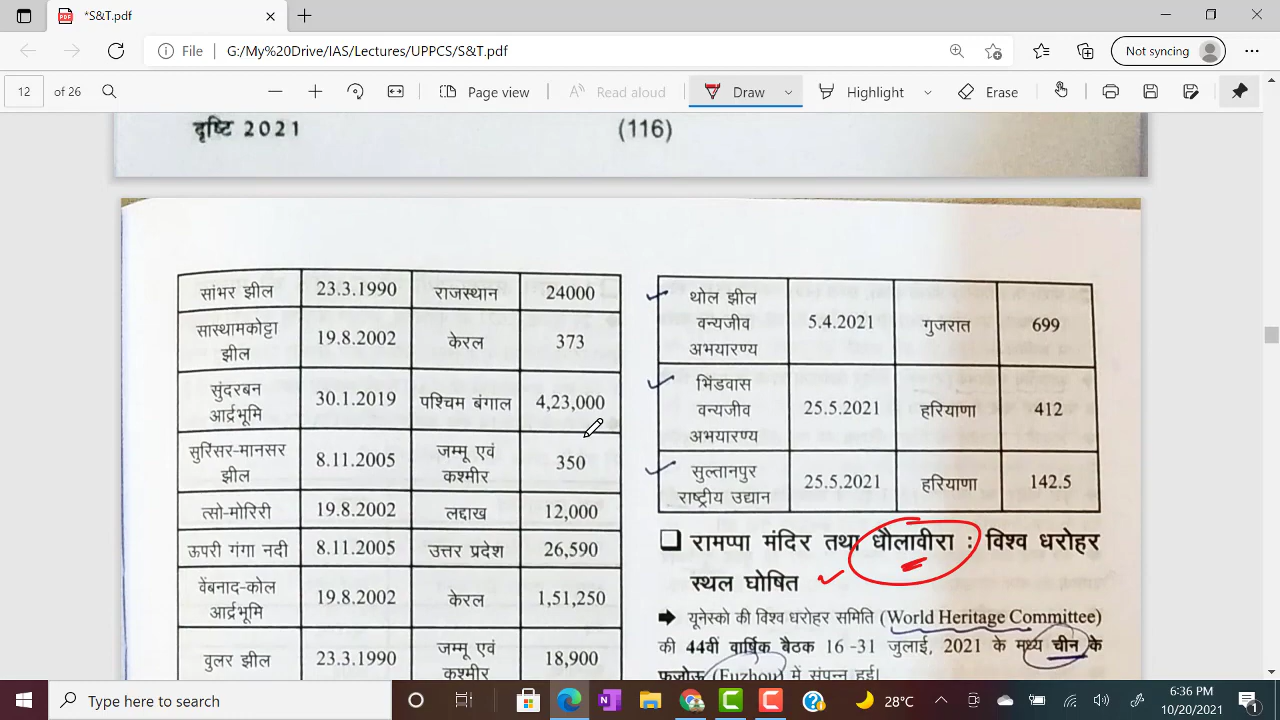 *S&T.pdf
File
G:/My%20Drive/IAS/Lectures/UPPCS/S&T.pdf
Not syncing
12 of 26
Page view
Read aloud
Draw
Highlight
Erase
दृष्टि 2021 (116)
सांभर झील 23.3.1990 राजस्थान 24000
सास्थामकोट्टा
झील
19.8.2002 केरल 373
सुंदरबन
आर्द्रभूमि
30.1.2019 पश्चिम बंगाल 4,23,000
सुरिंसर-मानसर
झील
8.11.2005
जम्मू एवं
कश्मीर
350
त्सो-मोरिरी 19.8.2002 लद्दाख 12,000
ऊपरी गंगा नदी 8.11.2005 उत्तर प्रदेश 26,590
वेंबनाद-कोल
आर्द्रभूमि
19.8.2002 केरल 1,51,250
वुलर झील 23.3.1990
जम्मू एवं
कश्मीर
18,900
थोल झील
वन्यजीव
अभयारण्य
5.4.2021 गुजरात 699
भिंडवास
वन्यजीव
अभयारण्य
25.5.2021 हरियाणा 412
सुल्तानपुर
राष्ट्रीय उद्यान
25.5.2021 हरियाणा 142.5
रामप्पा मंदिर तथा धौलावीरा : विश्व धरोहर
स्थल घोषित
यूनेस्को की विश्व धरोहर समिति (World Heritage Committee)
की 44वीं वार्षिक बैठक 16-31 जुलाई, 2021 के मध्य चीन के
फूजोऊ (Fuzhou) में संपन्न हुई।
Type here to search
28°C
6:36 PM
10/20/2021